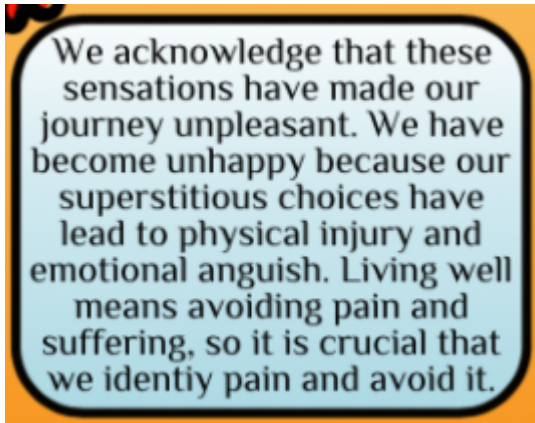 We acknowledge that these
sensations have made our
journey unpleasant. We have
become unhappy because our
superstitious choices have
lead to physical injury and
emotional anguish. Living well
means avoiding pain and
suffering, so it is crucial that
we identiy pain and avoid it.